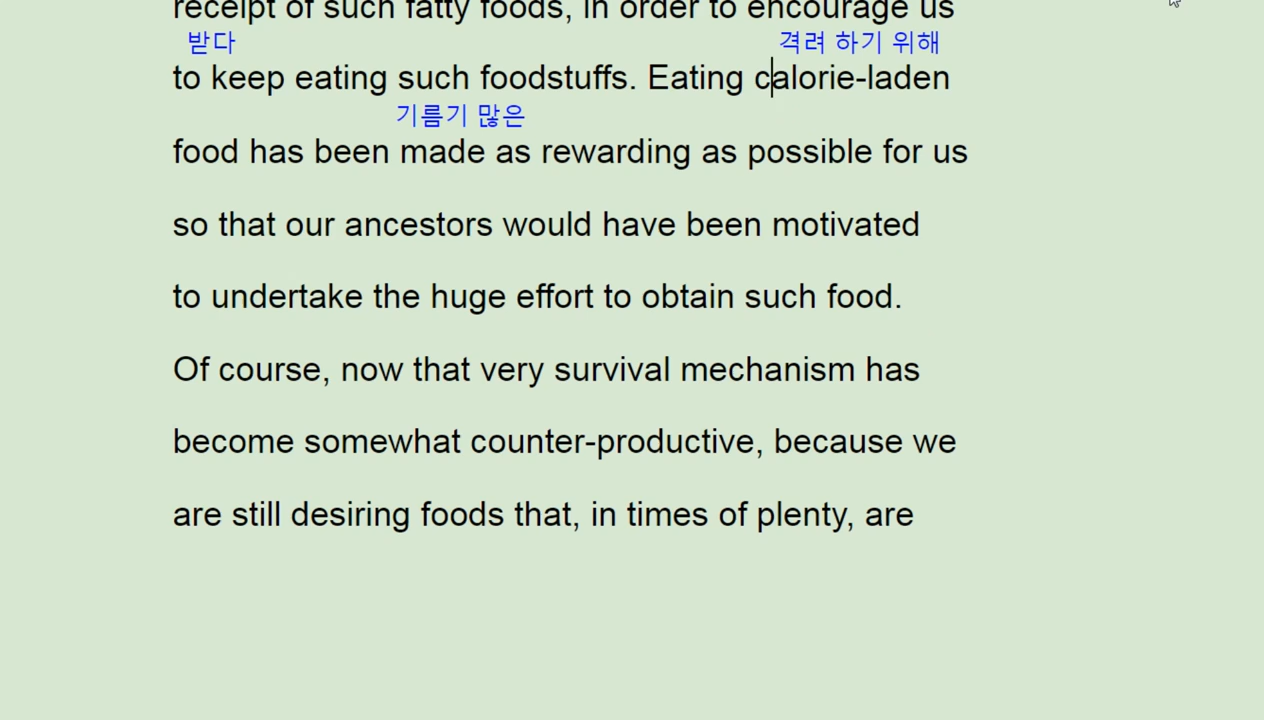 receipt of such fatty foods, in order to encourage us
받다 격려 하기 위해
to keep eating such foodstuffs. Eating calorie-laden
기름기 많은
food has been made as rewarding as possible for us
so that our ancestors would have been motivated
to undertake the huge effort to obtain such food.
Of course, now that very survival mechanism has
become somewhat counter-productive, because we
are still desiring foods that, in times of plenty, are